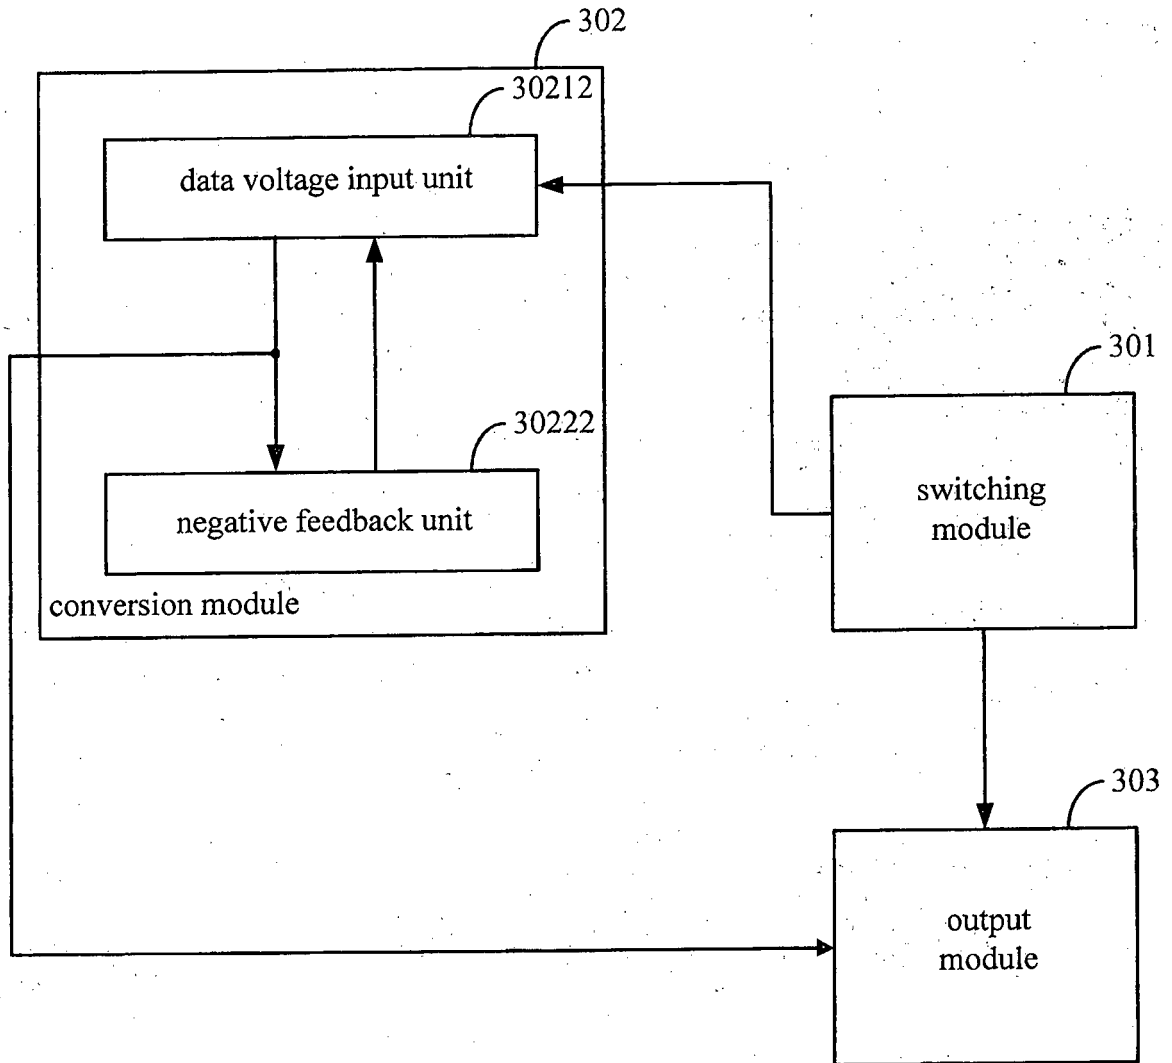 302
30212
data voltage input unit
301
30222
switching
module
negative feedback unit
conversion module
303
output
module